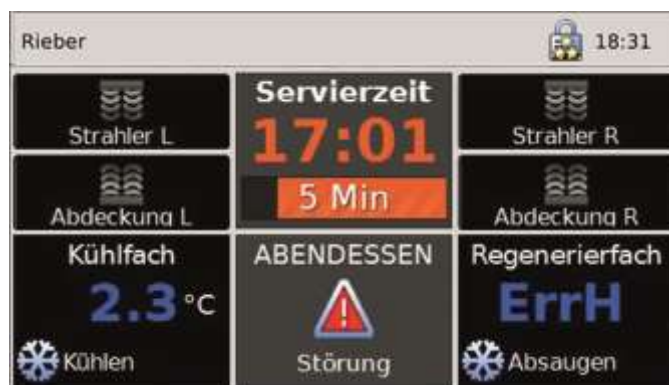 Rieber 18:31
Strahler L
Servierzeit
17:01
5 Min
Strahler R
Abdeckung L
Abdeckung R
Kühlfach
2.3 °C
Kühlen
ABENDESSEN
Störung
Regenerierfach
ErrH
Absaugen